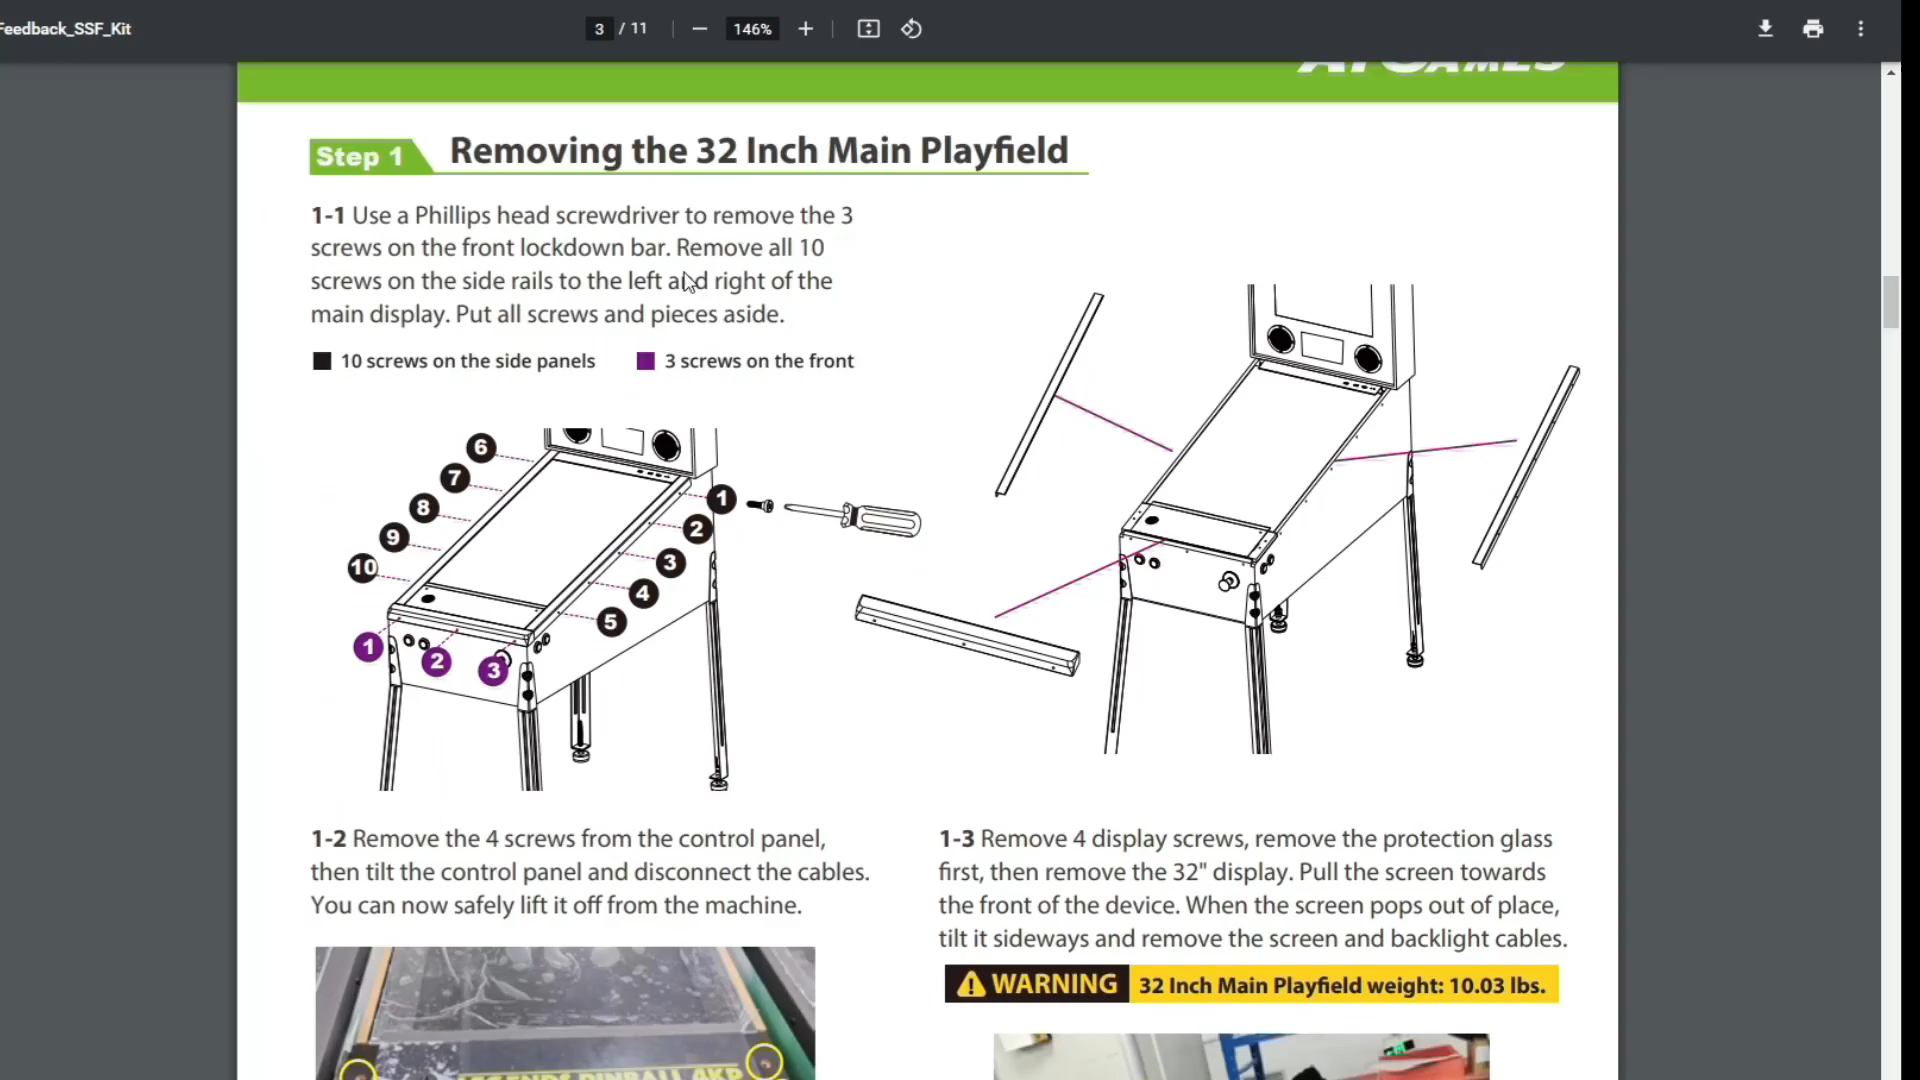 Feedback_SSF_Kit
3 / 11
146%
ATGAMES
Step 1 Removing the 32 Inch Main Playfield
1-1 Use a Phillips head screwdriver to remove the 3
screws on the front lockdown bar. Remove all 10
screws on the side rails to the left and right of the
main display. Put all screws and pieces aside.
10 screws on the side panels
3 screws on the front
6
7
8
9
10
1
2
3
4
5
1
2
3
1-2 Remove the 4 screws from the control panel,
then tilt the control panel and disconnect the cables.
You can now safely lift it off from the machine.
1-3 Remove 4 display screws, remove the protection glass
first, then remove the 32" display. Pull the screen towards
the front of the device. When the screen pops out of place,
tilt it sideways and remove the screen and backlight cables.
WARNING 32 Inch Main Playfield weight: 10.03 lbs.
LEGENDS PINBALL 4KP